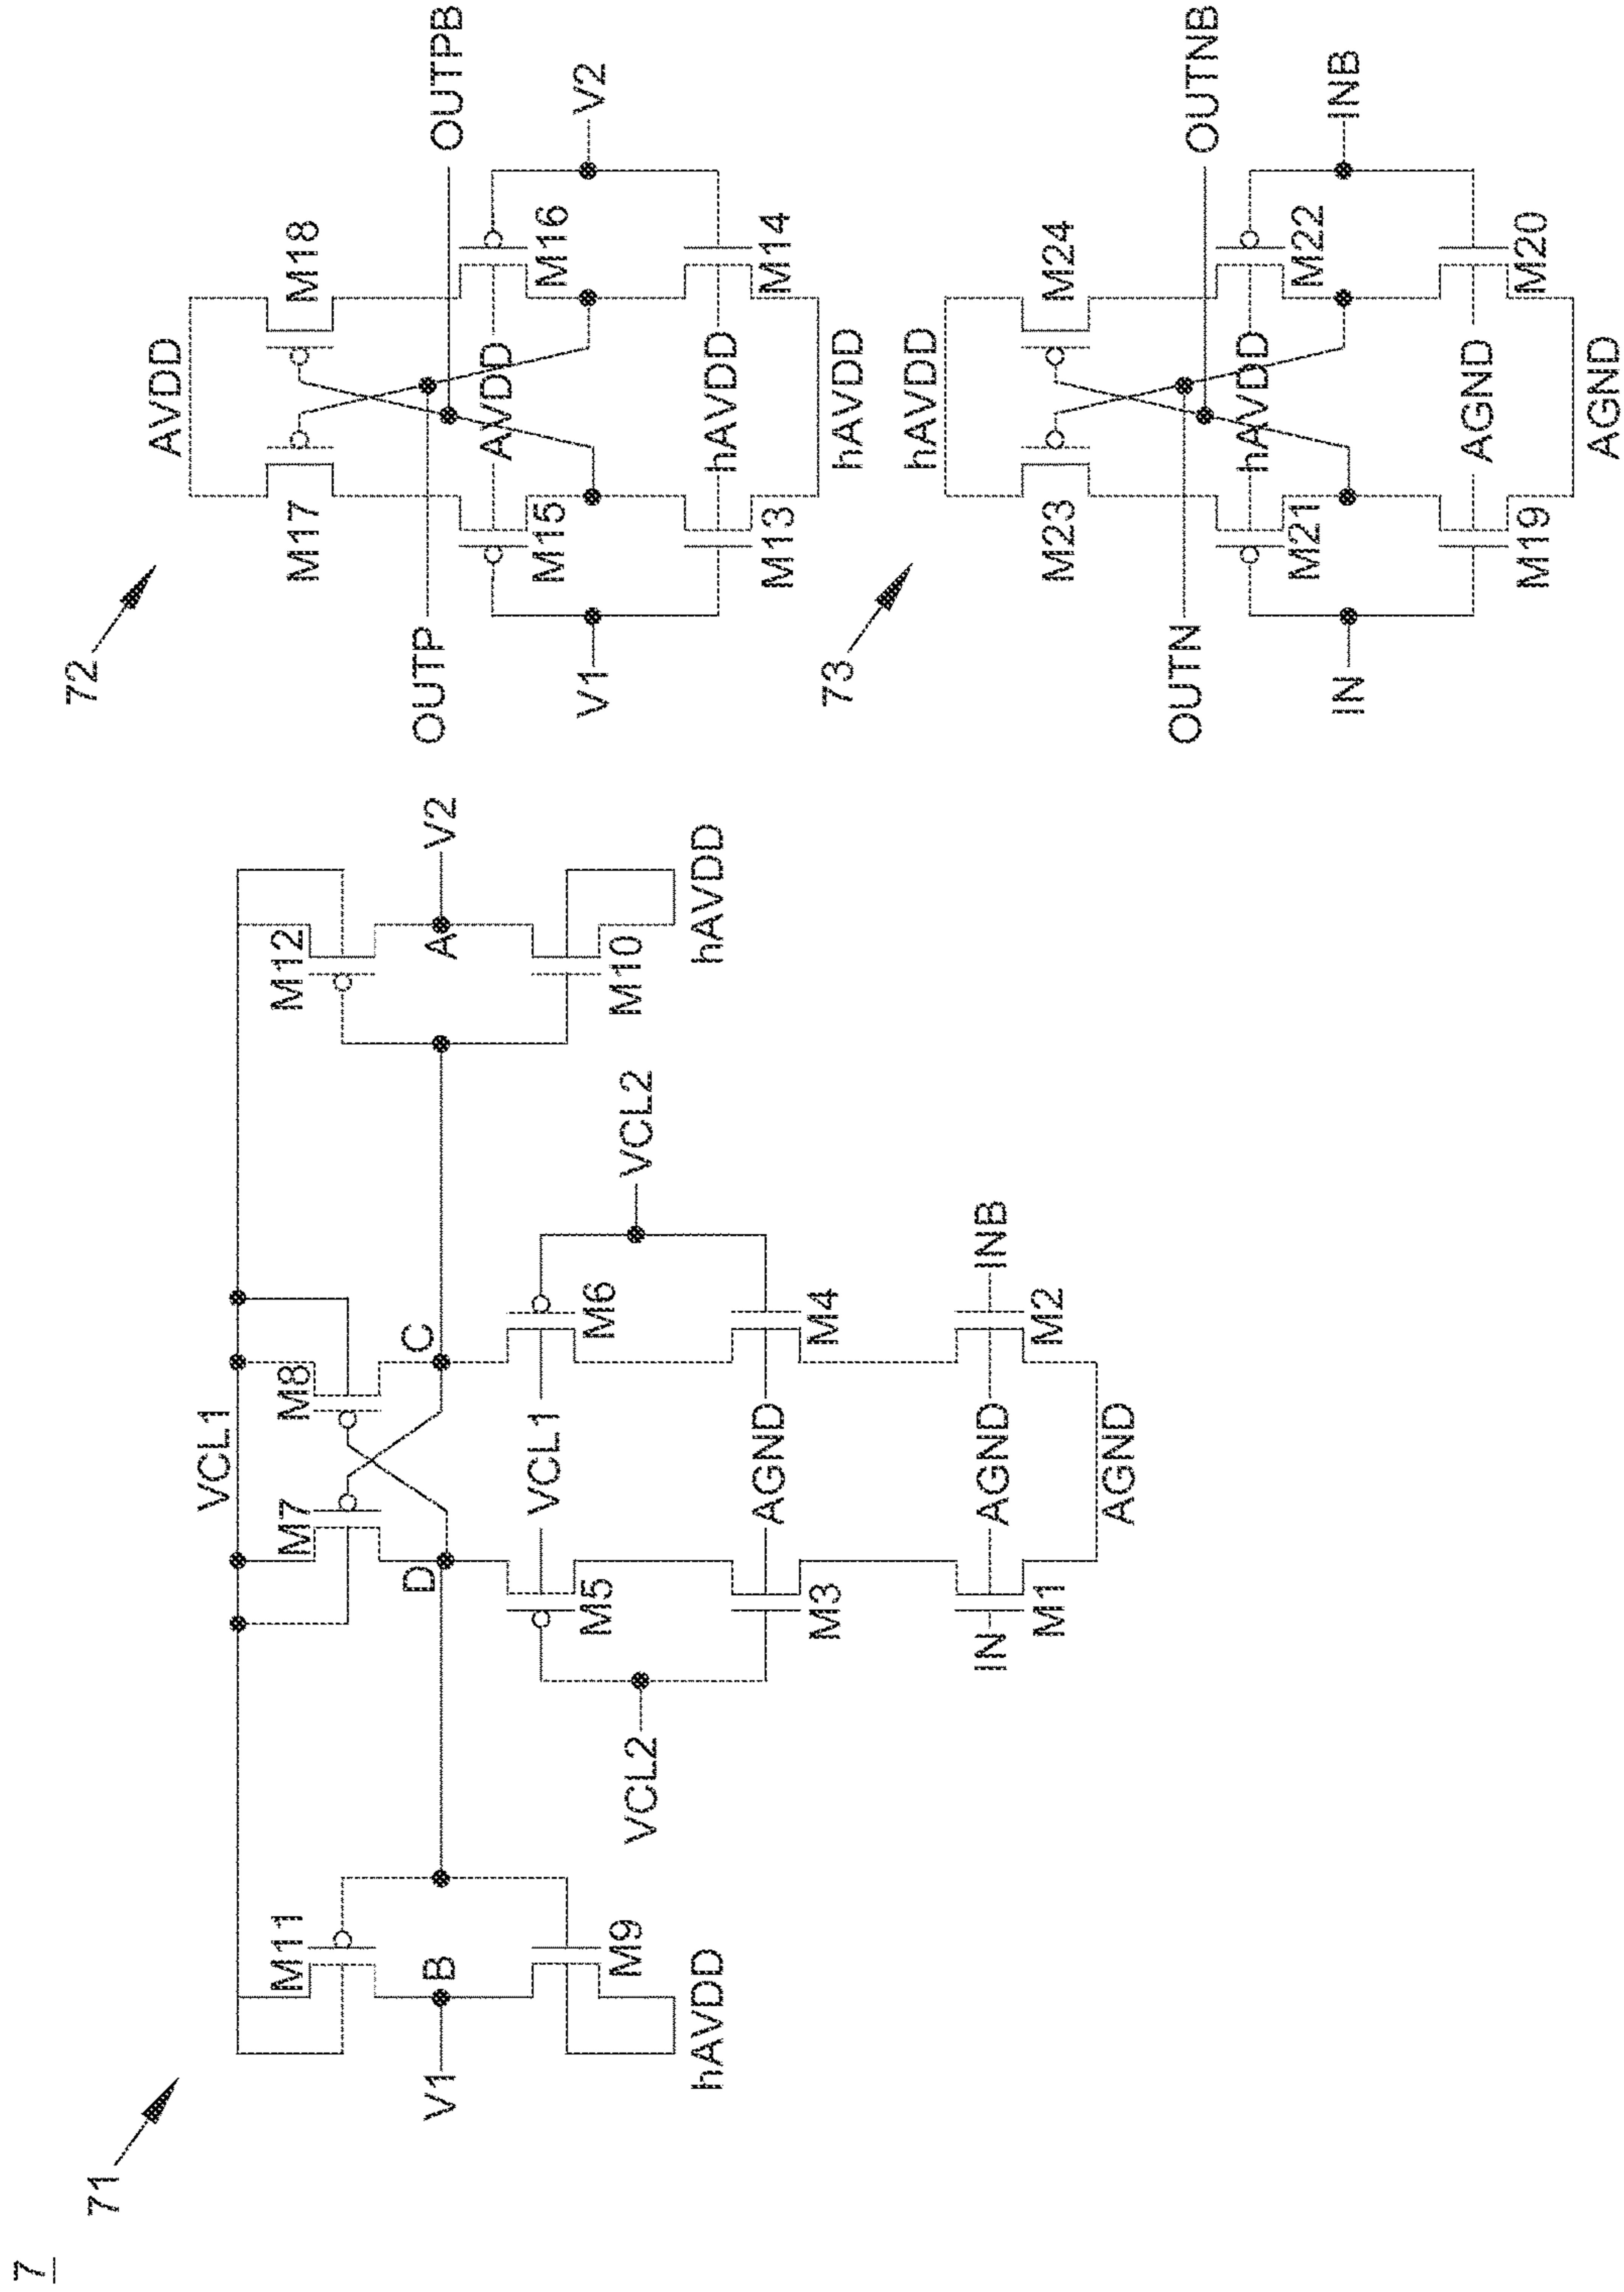 7
71
VCL1
M11
M7
M8
M12
V1
B
D
C
A
V2
M9
M5
VCL1
M6
M10
hAVDD
hAVDD
VCL2
VCL2
M3
AGND
M4
IN
M1
AGND
M2
INB
AGND
72
AVDD
M17
M18
OUTP
OUTPB
M15
AVDD
M16
V1
V2
M13
hAVDD
M14
hAVDD
73
hAVDD
M23
M24
OUTN
OUTNB
M21
hAVDD
M22
IN
INB
M19
AGND
M20
AGND